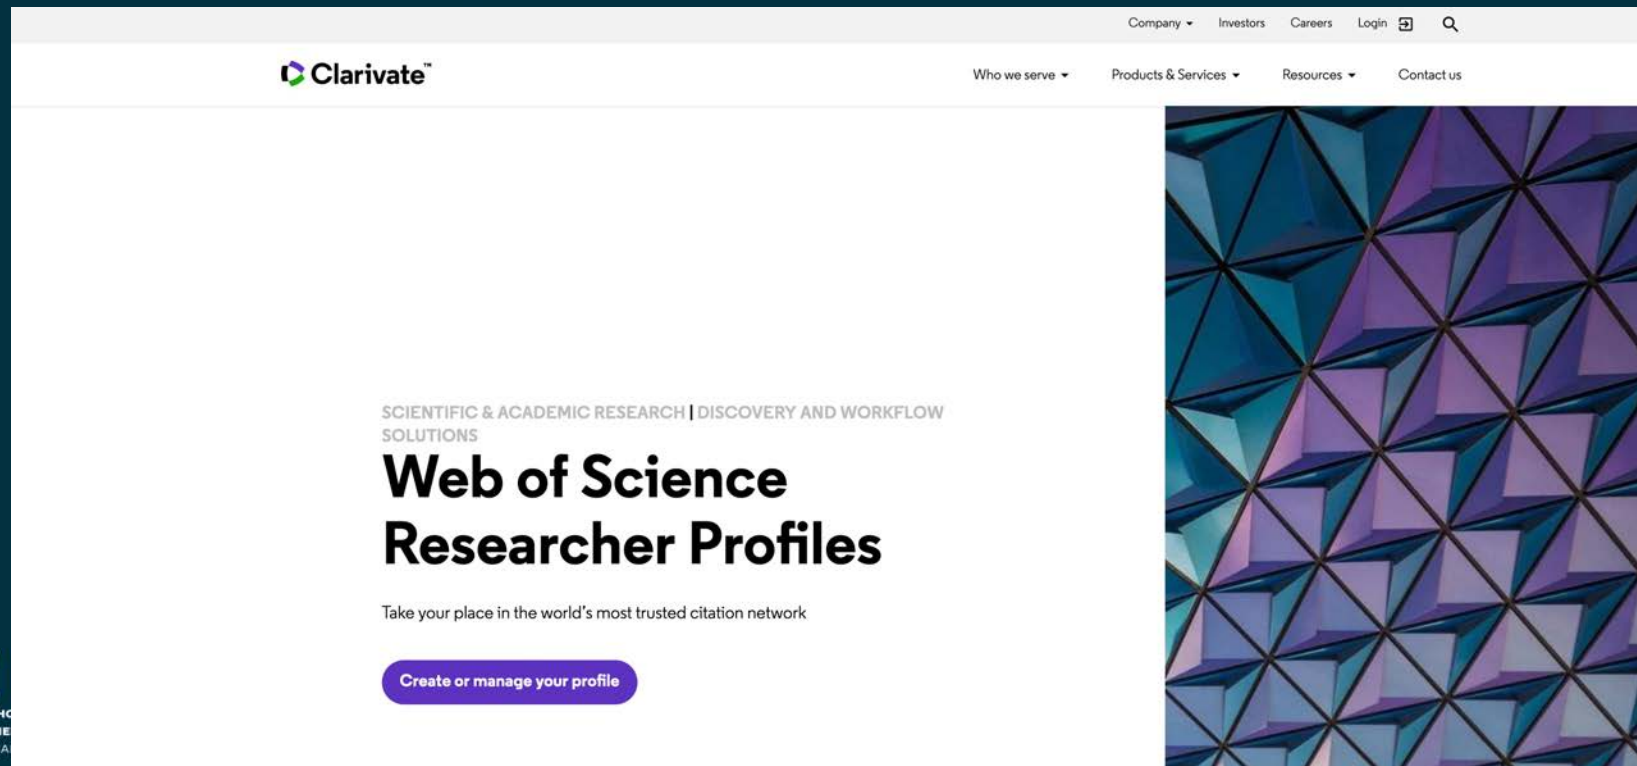 Company Investors Careers Login
Clarivate™
Who we serve Products & Services Resources Contact us
SCIENTIFIC & ACADEMIC RESEARCH | DISCOVERY AND WORKFLOW
SOLUTIONS
Web of Science
Researcher Profiles
Take your place in the world's most trusted citation network
Create or manage your profile